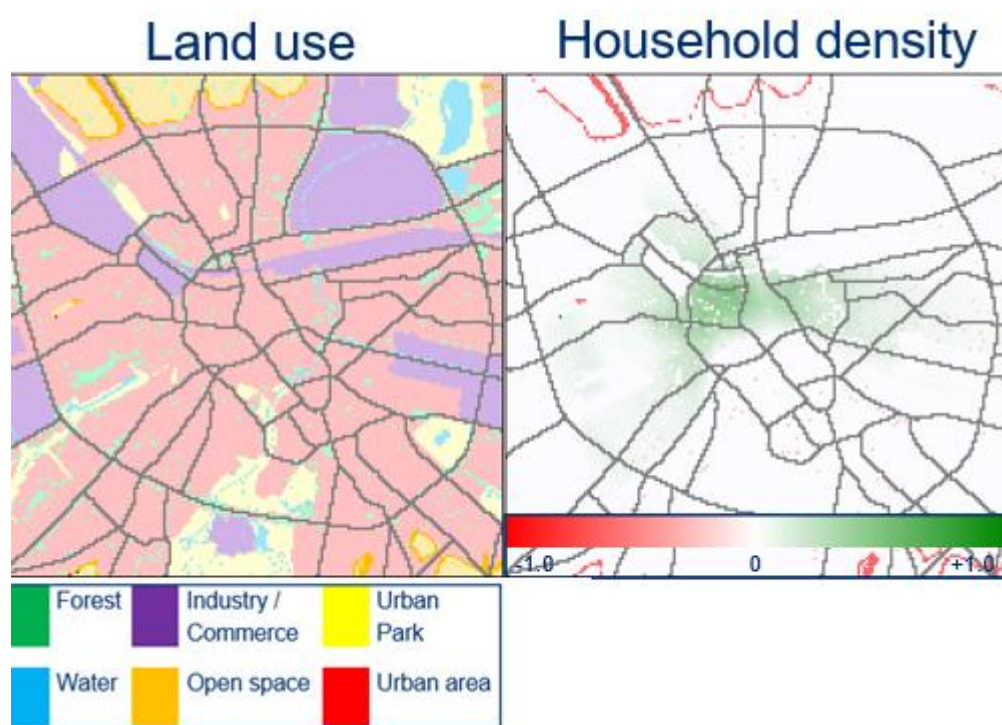 Land use
Household density
-1.0 0 +1.0
Forest
Industry /
Commerce
Urban
Park
Water
Open space
Urban area